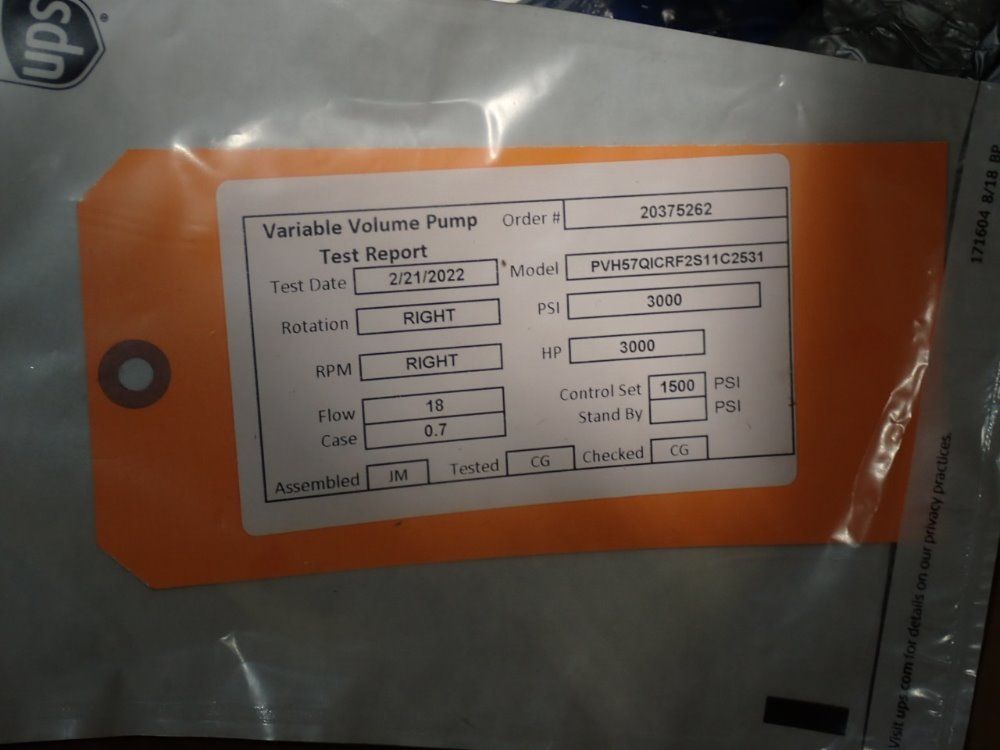 ups
Variable Volume Pump
Test Report
Order # 20375262
Test Date 2/21/2022
Model PVH57QICRF2S11C2531
Rotation RIGHT
PSI 3000
RPM RIGHT
HP 3000
Flow 18
Control Set 1500 PSI
Case 0.7
Stand By PSI
Assembled JM Tested CG Checked CG
171604 8/18 BP
Visit ups.com for details on our privacy practices.